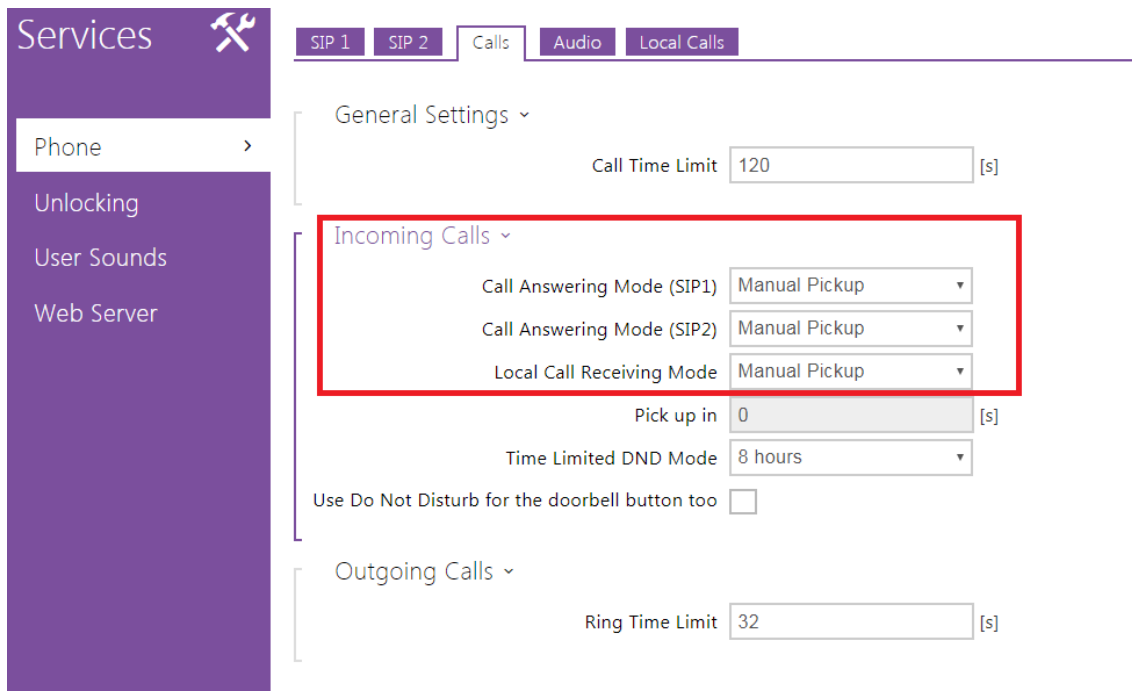 Services
SIP 1 SIP 2 Calls Audio Local Calls
Phone
Unlocking
User Sounds
Web Server
General Settings
Call Time Limit 120 [s]
Incoming Calls
Call Answering Mode (SIP1) Manual Pickup
Call Answering Mode (SIP2) Manual Pickup
Local Call Receiving Mode Manual Pickup
Pick up in 0 [s]
Time Limited DND Mode 8 hours
Use Do Not Disturb for the doorbell button too
Outgoing Calls
Ring Time Limit 32 [s]